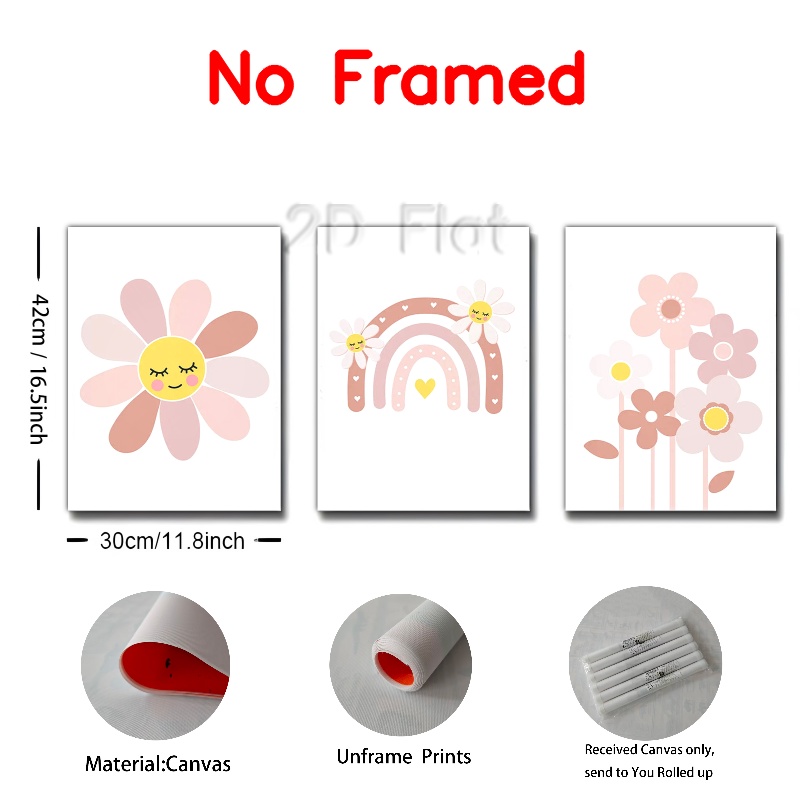 No Framed
2D Flat
42cm / 16.5inch
30cm/11.8inch
Material:Canvas
Unframe Prints
Received Canvas only,
send to You Rolled up